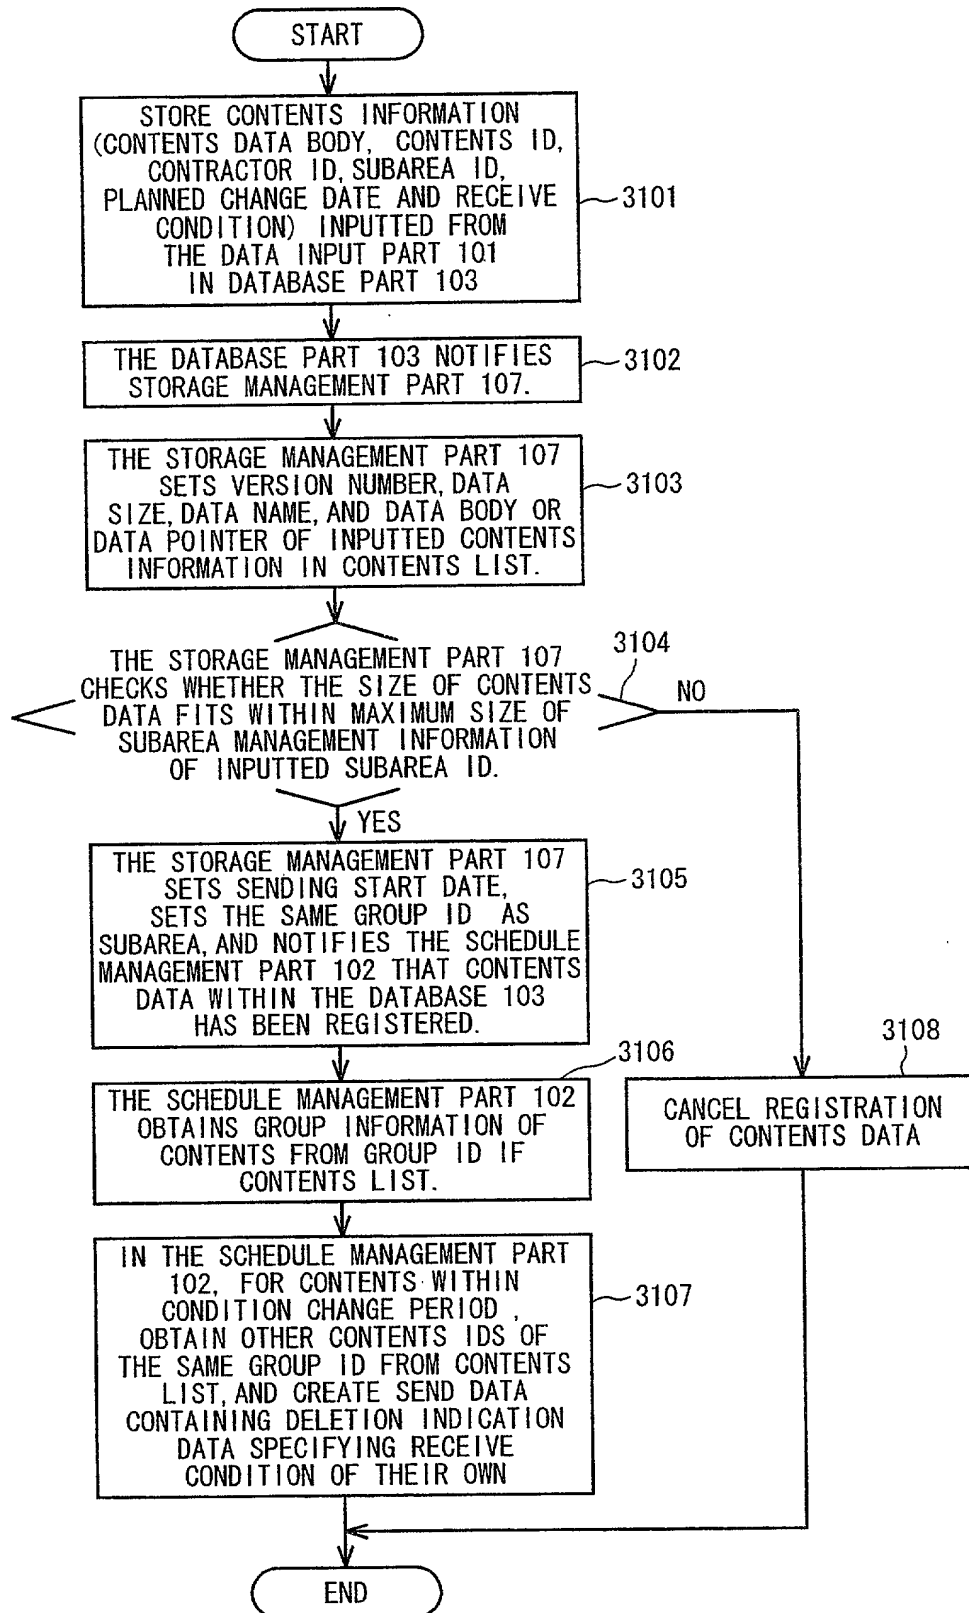 START
STORE CONTENTS INFORMATION
(CONTENTS DATA BODY, CONTENTS ID,
CONTRACTOR ID, SUBAREA ID,
PLANNED CHANGE DATE AND RECEIVE
CONDITION) INPUTTED FROM
THE DATA INPUT PART 101
IN DATABASE PART 103
3101
THE DATABASE PART 103 NOTIFIES
STORAGE MANAGEMENT PART 107.
3102
THE STORAGE MANAGEMENT PART 107
SETS VERSION NUMBER, DATA
SIZE, DATA NAME, AND DATA BODY OR
DATA POINTER OF INPUTTED CONTENTS
INFORMATION IN CONTENTS LIST.
3103
THE STORAGE MANAGEMENT PART 107
CHECKS WHETHER THE SIZE OF CONTENTS
DATA FITS WITHIN MAXIMUM SIZE OF
SUBAREA MANAGEMENT INFORMATION
OF INPUTTED SUBAREA ID.
3104
NO
YES
THE STORAGE MANAGEMENT PART 107
SETS SENDING START DATE,
SETS THE SAME GROUP ID AS
SUBAREA, AND NOTIFIES THE SCHEDULE
MANAGEMENT PART 102 THAT CONTENTS
DATA WITHIN THE DATABASE 103
HAS BEEN REGISTERED.
3105
THE SCHEDULE MANAGEMENT PART 102
OBTAINS GROUP INFORMATION OF
CONTENTS FROM GROUP ID IF
CONTENTS LIST.
3106
3108
CANCEL REGISTRATION
OF CONTENTS DATA
IN THE SCHEDULE MANAGEMENT PART
102, FOR CONTENTS WITHIN
CONDITION CHANGE PERIOD ,
OBTAIN OTHER CONTENTS IDS OF
THE SAME GROUP ID FROM CONTENTS
LIST, AND CREATE SEND DATA
CONTAINING DELETION INDICATION
DATA SPECIFYING RECEIVE
CONDITION OF THEIR OWN
3107
END